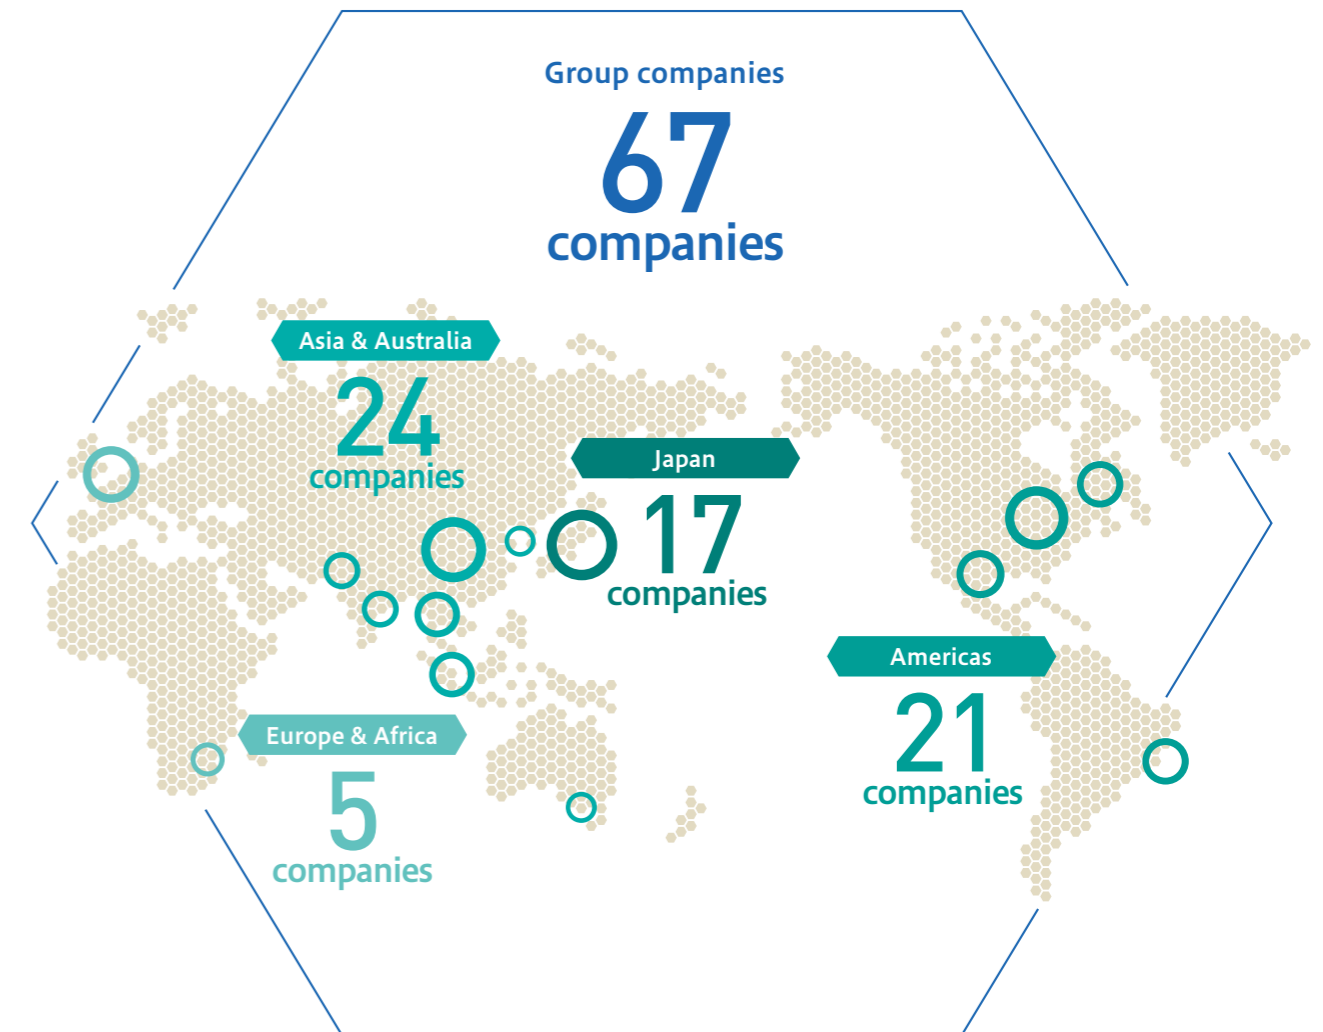 Group companies
67
companies
Asia & Australia
24
companies
Japan
17
companies
Americas
21
companies
Europe & Africa
5
companies